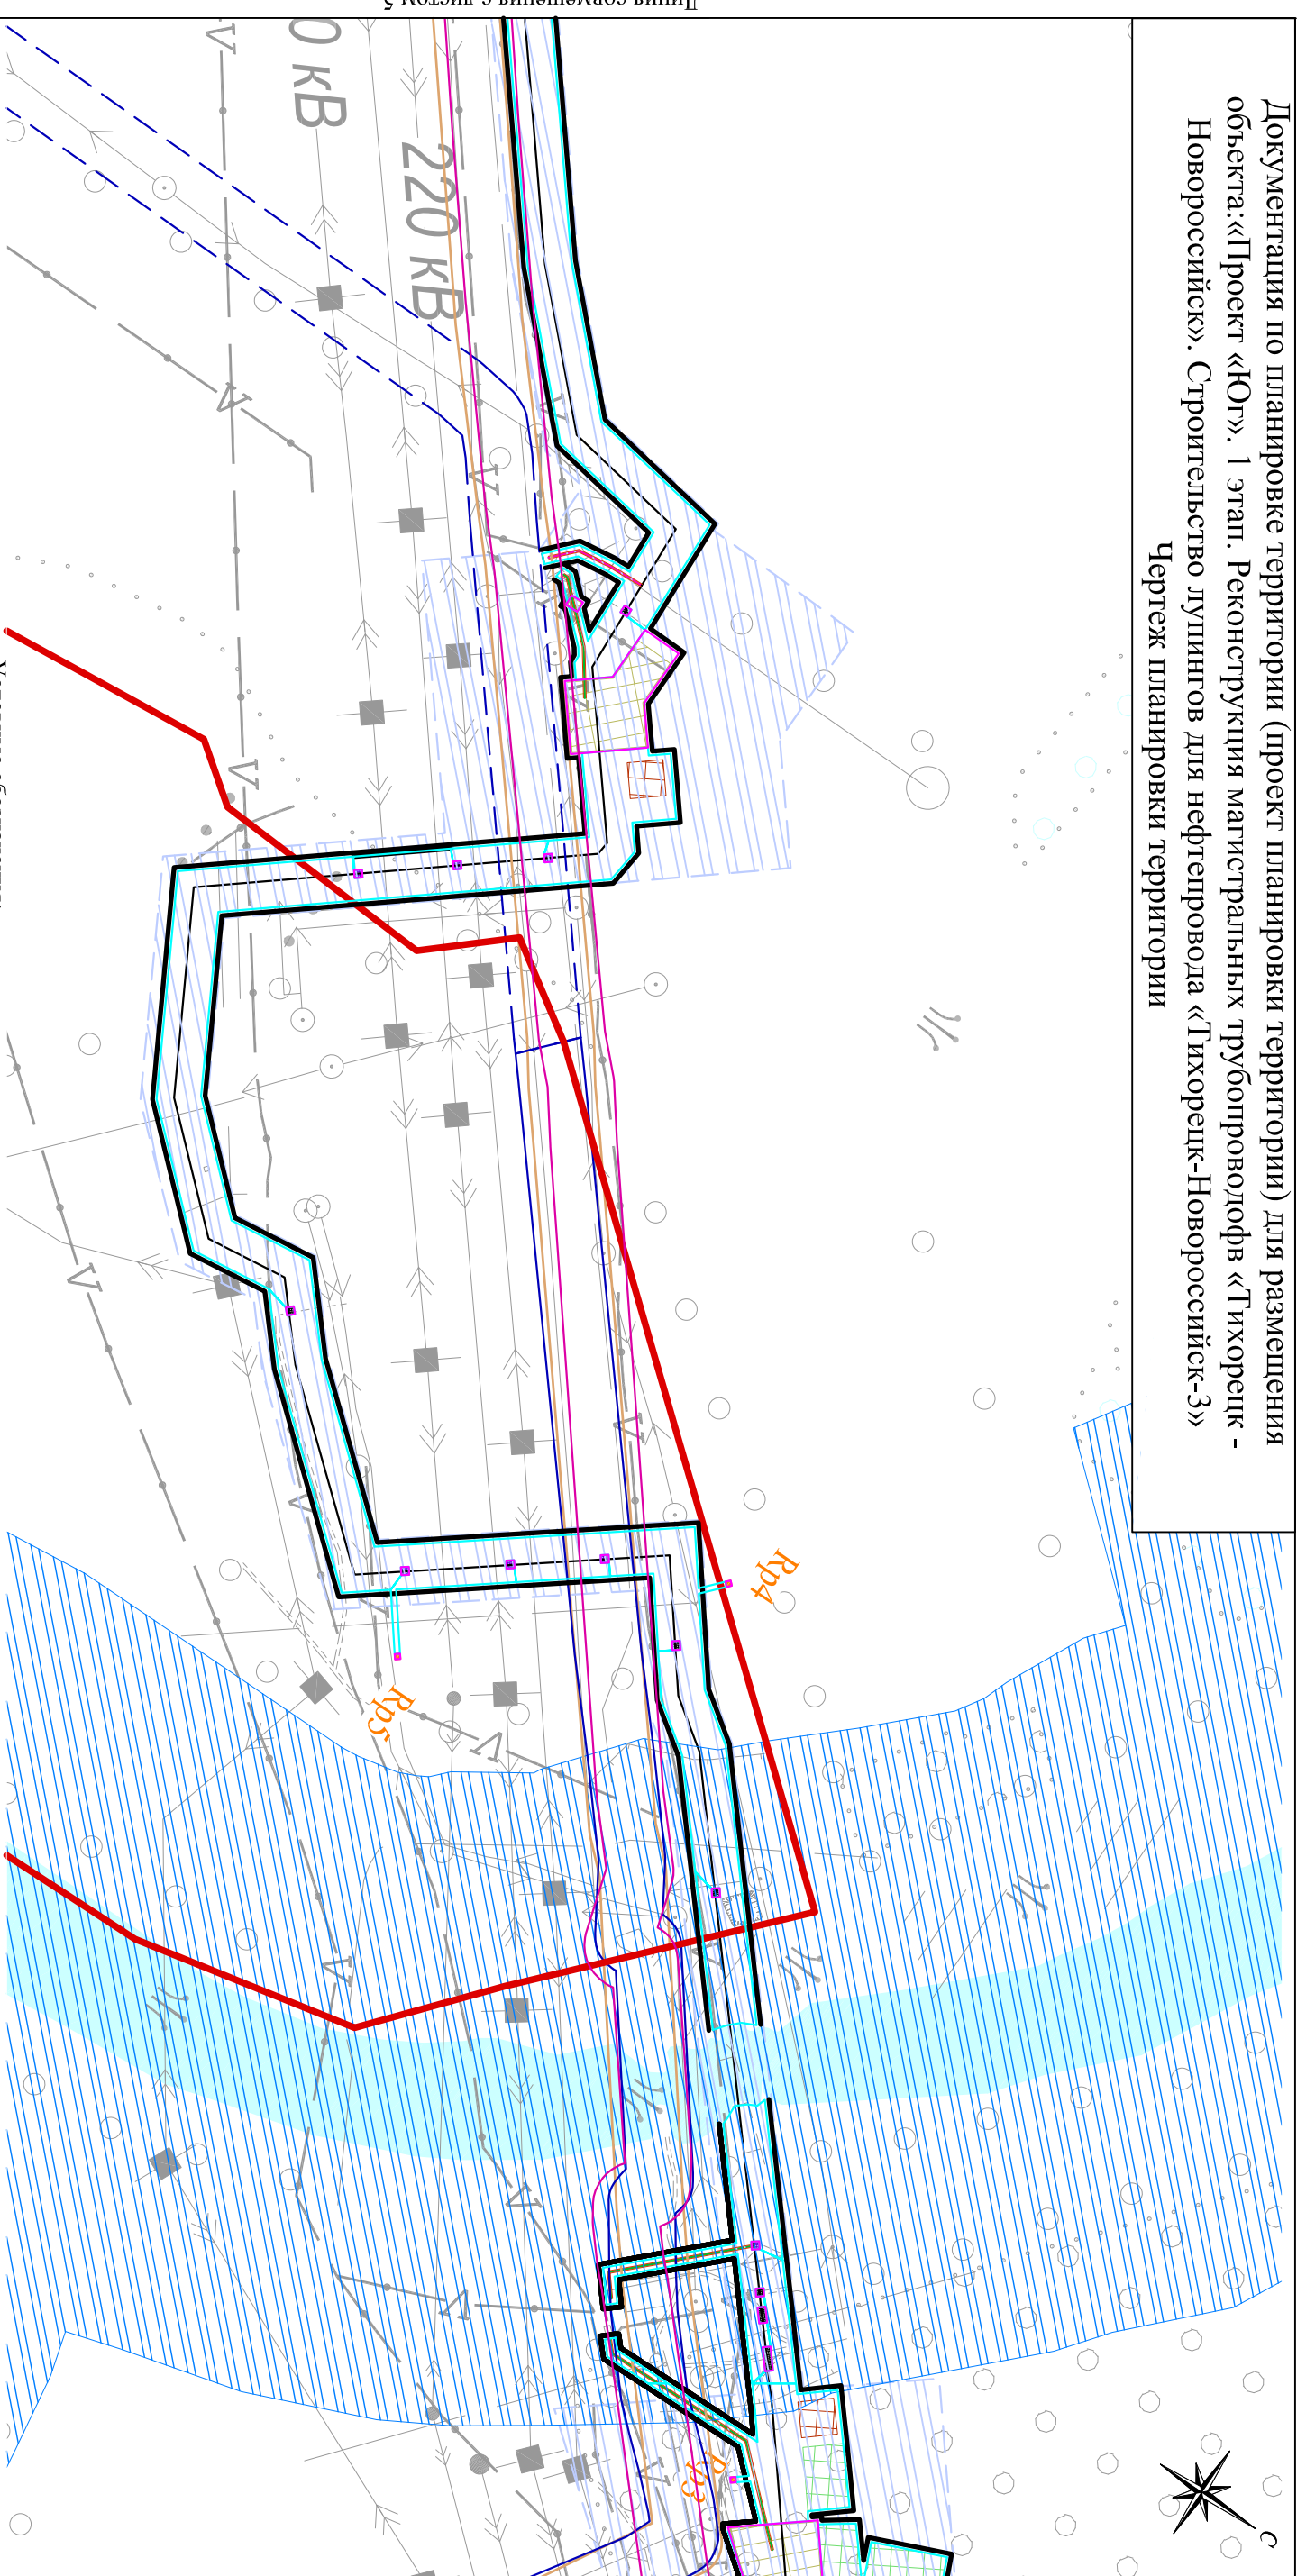 Документация по планировке территории (проект планировки территории) для размещения
объекта:«Проект «Юг». 1 этап. Реконструкция магистральных трубопроводофв «Тихорецк -
Новороссийск». Строительство лупингов для нефтепровода «Тихорецк-Новороссийск-3»
Чертеж планировки территории
0 кВ
220 кВ
Rp4
Rp5
Rp3
С